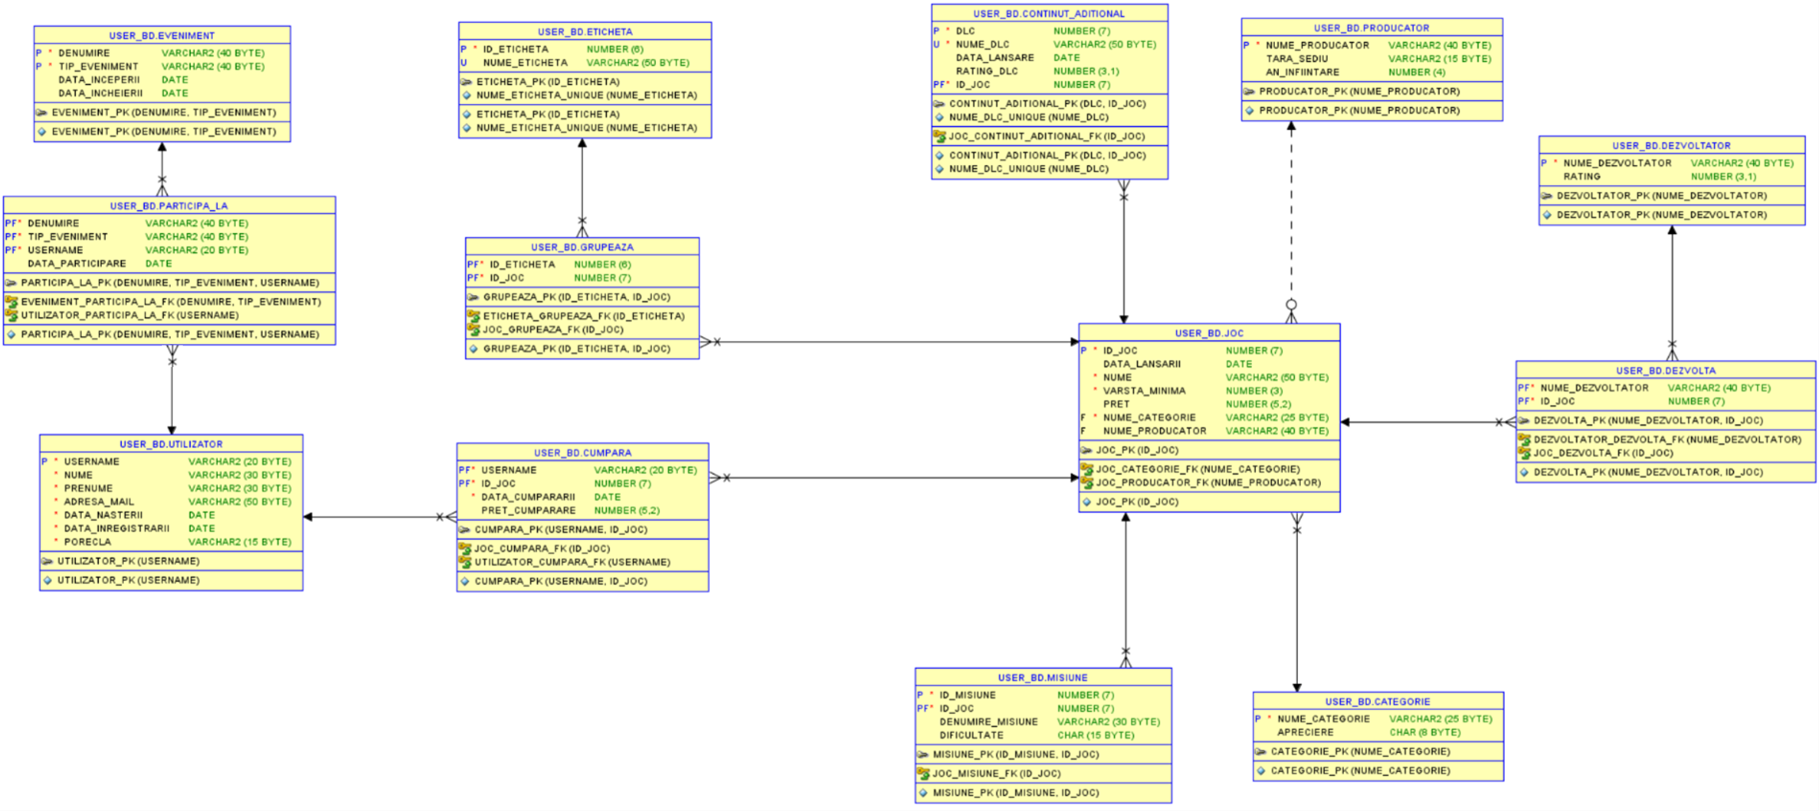 USER_BD.EVENIMENT
P * DENUMIRE VARCHAR2 (40 BYTE)
P * TIP_EVENIMENT VARCHAR2 (40 BYTE)
DATA_INCEPERII DATE
DATA_INCHEIERII DATE
EVENIMENT_PK (DENUMIRE, TIP_EVENIMENT)
EVENIMENT_PK (DENUMIRE, TIP_EVENIMENT)
USER_BD.ETICHETA
P * ID_ETICHETA NUMBER (6)
U NUME_ETICHETA VARCHAR2 (50 BYTE)
ETICHETA_PK (ID_ETICHETA)
NUME_ETICHETA_UNIQUE (NUME_ETICHETA)
ETICHETA_PK (ID_ETICHETA)
NUME_ETICHETA_UNIQUE (NUME_ETICHETA)
USER_BD.CONTINUT_ADITIONAL
P * DLC NUMBER (7)
U * NUME_DLC VARCHAR2 (50 BYTE)
DATA_LANSARE DATE
RATING_DLC NUMBER (3,1)
PF* ID_JOC NUMBER (7)
CONTINUT_ADITIONAL_PK (DLC, ID_JOC)
NUME_DLC_UNIQUE (NUME_DLC)
JOC_CONTINUT_ADITIONAL_FK (ID_JOC)
CONTINUT_ADITIONAL_PK (DLC, ID_JOC)
NUME_DLC_UNIQUE (NUME_DLC)
USER_BD.PRODUCATOR
P * NUME_PRODUCATOR VARCHAR2 (40 BYTE)
TARA_SEDIU VARCHAR2 (15 BYTE)
AN_INFIINTARE NUMBER (4)
PRODUCATOR_PK (NUME_PRODUCATOR)
PRODUCATOR_PK (NUME_PRODUCATOR)
USER_BD.DEZVOLTATOR
P * NUME_DEZVOLTATOR VARCHAR2 (40 BYTE)
RATING NUMBER (3,1)
DEZVOLTATOR_PK (NUME_DEZVOLTATOR)
DEZVOLTATOR_PK (NUME_DEZVOLTATOR)
USER_BD.PARTICIPA_LA
PF* DENUMIRE VARCHAR2 (40 BYTE)
PF* TIP_EVENIMENT VARCHAR2 (40 BYTE)
PF* USERNAME VARCHAR2 (20 BYTE)
DATA_PARTICIPARE DATE
PARTICIPA_LA_PK (DENUMIRE, TIP_EVENIMENT, USERNAME)
EVENIMENT_PARTICIPA_LA_FK (DENUMIRE, TIP_EVENIMENT)
UTILIZATOR_PARTICIPA_LA_FK (USERNAME)
PARTICIPA_LA_PK (DENUMIRE, TIP_EVENIMENT, USERNAME)
USER_BD.GRUPEAZA
PF* ID_ETICHETA NUMBER (6)
PF* ID_JOC NUMBER (7)
GRUPEAZA_PK (ID_ETICHETA, ID_JOC)
ETICHETA_GRUPEAZA_FK (ID_ETICHETA)
JOC_GRUPEAZA_FK (ID_JOC)
GRUPEAZA_PK (ID_ETICHETA, ID_JOC)
USER_BD.JOC
P * ID_JOC NUMBER (7)
DATA_LANSARII DATE
* NUME VARCHAR2 (50 BYTE)
* VARSTA_MINIMA NUMBER (3)
PRET NUMBER (5,2)
F * NUME_CATEGORIE VARCHAR2 (25 BYTE)
F NUME_PRODUCATOR VARCHAR2 (40 BYTE)
JOC_PK (ID_JOC)
JOC_CATEGORIE_FK (NUME_CATEGORIE)
JOC_PRODUCATOR_FK (NUME_PRODUCATOR)
JOC_PK (ID_JOC)
USER_BD.DEZVOLTA
PF* NUME_DEZVOLTATOR VARCHAR2 (40 BYTE)
PF* ID_JOC NUMBER (7)
DEZVOLTA_PK (NUME_DEZVOLTATOR, ID_JOC)
DEZVOLTATOR_DEZVOLTA_FK (NUME_DEZVOLTATOR)
JOC_DEZVOLTA_FK (ID_JOC)
DEZVOLTA_PK (NUME_DEZVOLTATOR, ID_JOC)
USER_BD.UTILIZATOR
P * USERNAME VARCHAR2 (20 BYTE)
* NUME VARCHAR2 (30 BYTE)
* PRENUME VARCHAR2 (30 BYTE)
* ADRESA_MAIL VARCHAR2 (50 BYTE)
* DATA_NASTERII DATE
* DATA_INREGISTRARII DATE
* PORECLA VARCHAR2 (15 BYTE)
UTILIZATOR_PK (USERNAME)
UTILIZATOR_PK (USERNAME)
USER_BD.CUMPARA
PF* USERNAME VARCHAR2 (20 BYTE)
PF* ID_JOC NUMBER (7)
* DATA_CUMPARARII DATE
PRET_CUMPARARE NUMBER (5,2)
CUMPARA_PK (USERNAME, ID_JOC)
JOC_CUMPARA_FK (ID_JOC)
UTILIZATOR_CUMPARA_FK (USERNAME)
CUMPARA_PK (USERNAME, ID_JOC)
USER_BD.MISIUNE
P * ID_MISIUNE NUMBER (7)
PF* ID_JOC NUMBER (7)
DENUMIRE_MISIUNE VARCHAR2 (30 BYTE)
DIFICULTATE CHAR (15 BYTE)
MISIUNE_PK (ID_MISIUNE, ID_JOC)
JOC_MISIUNE_FK (ID_JOC)
MISIUNE_PK (ID_MISIUNE, ID_JOC)
USER_BD.CATEGORIE
P * NUME_CATEGORIE VARCHAR2 (25 BYTE)
APRECIERE CHAR (8 BYTE)
CATEGORIE_PK (NUME_CATEGORIE)
CATEGORIE_PK (NUME_CATEGORIE)